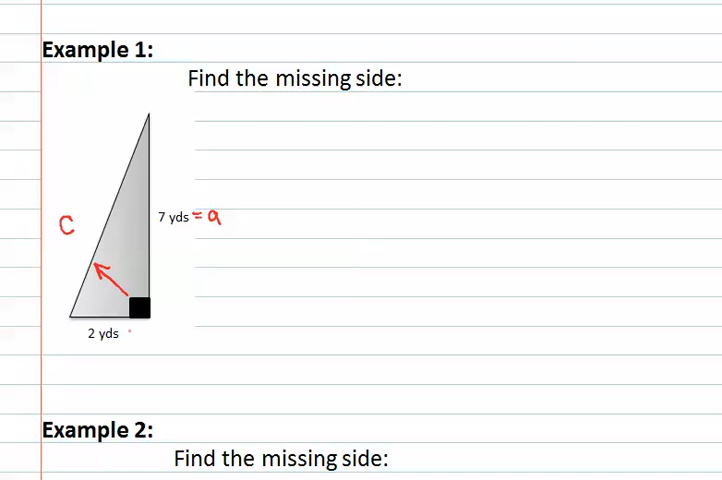 Example 1:
Find the missing side:
C
7 yds = a
2 yds
Example 2:
Find the missing side: